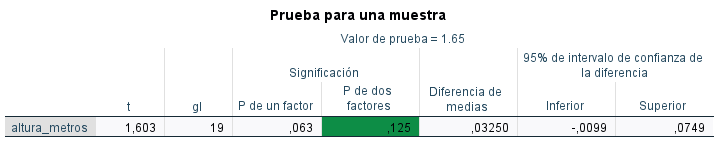 Prueba para una muestra
Valor de prueba = 1.65
95% de intervalo de confianza de
la diferencia
Significación
t gl P de un factor P de dos factores Diferencia de medias Inferior Superior
altura_metros 1,603 19 ,063 ,125 ,03250 -,0099 ,0749